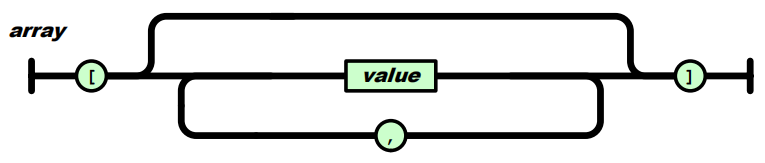 array
[ value ]
,